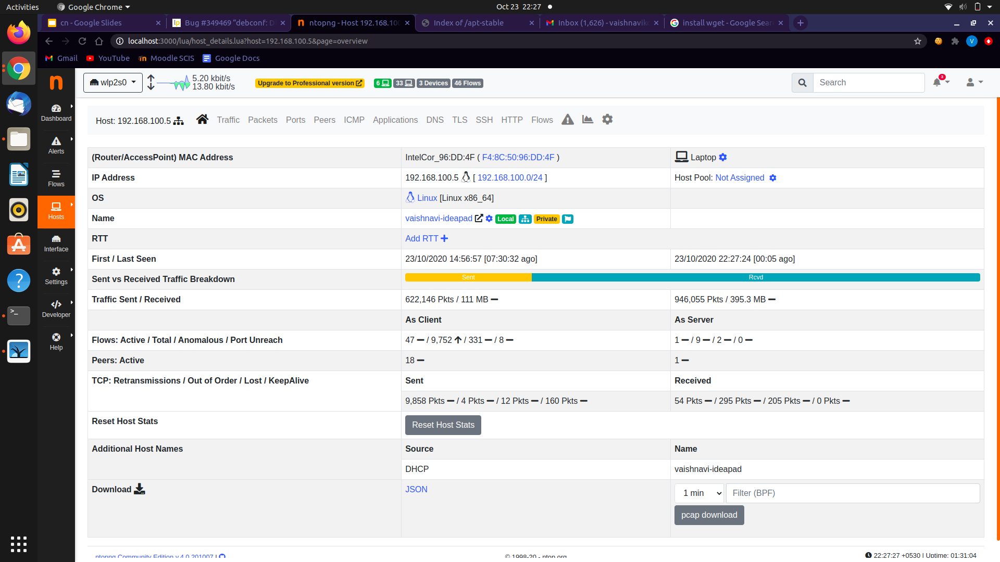 Activities Google Chrome Oct 23 22:27
cn - Google Slides Bug #349469 “debconf: D ntopng - Host 192.168.100 Index of /apt-stable Inbox (1,626) - vaishnavik install wget - Google Sear
localhost:3000/lua/host_details.lua?host=192.168.100.5&page=overview V
Gmail YouTube Moodle SCIS Google Docs
wlp2s0 5.20 kbit/s
13.80 kbit/s
Upgrade to Professional version 6 33 3 Devices 46 Flows Search 3
Dashboard
Alerts
Flows
Hosts
Interface
Settings
Developer
Help
Host: 192.168.100.5 Traffic Packets Ports Peers ICMP Applications DNS TLS SSH HTTP Flows
(Router/AccessPoint) MAC Address IntelCor_96:DD:4F ( F4:8C:50:96:DD:4F ) Laptop
IP Address 192.168.100.5 [ 192.168.100.0/24 ] Host Pool: Not Assigned
OS Linux [Linux x86_64]
Name vaishnavi-ideapad Local Private
RTT Add RTT
First / Last Seen 23/10/2020 14:56:57 [07:30:32 ago] 23/10/2020 22:27:24 [00:05 ago]
Sent vs Received Traffic Breakdown Sent Rcvd
Traffic Sent / Received 622,146 Pkts / 111 MB 946,055 Pkts / 395.3 MB
As Client As Server
Flows: Active / Total / Anomalous / Port Unreach 47 / 9,752 / 331 / 8 1 / 9 / 2 / 0
Peers: Active 18 1
TCP: Retransmissions / Out of Order / Lost / KeepAlive Sent Received
9,858 Pkts / 4 Pkts / 12 Pkts / 160 Pkts 54 Pkts / 295 Pkts / 205 Pkts / 0 Pkts
Reset Host Stats Reset Host Stats
Additional Host Names Source Name
DHCP vaishnavi-ideapad
Download JSON 1 min Filter (BPF)
pcap download
ntopng Community Edition v.4.0.201007 | © 1998-20 - ntop.org 22:27:27 +0530 | Uptime: 01:31:04